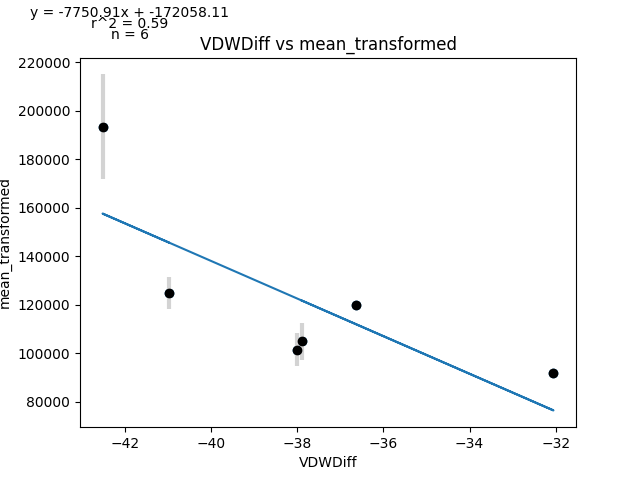 y = -7750.91x + -172058.11
r^2 = 0.59
n = 6
VDWDiff vs mean_transformed
220000
200000
180000
160000
140000
120000
100000
80000
mean_transformed
−42
−40
−38
−36
−34
−32
VDWDiff